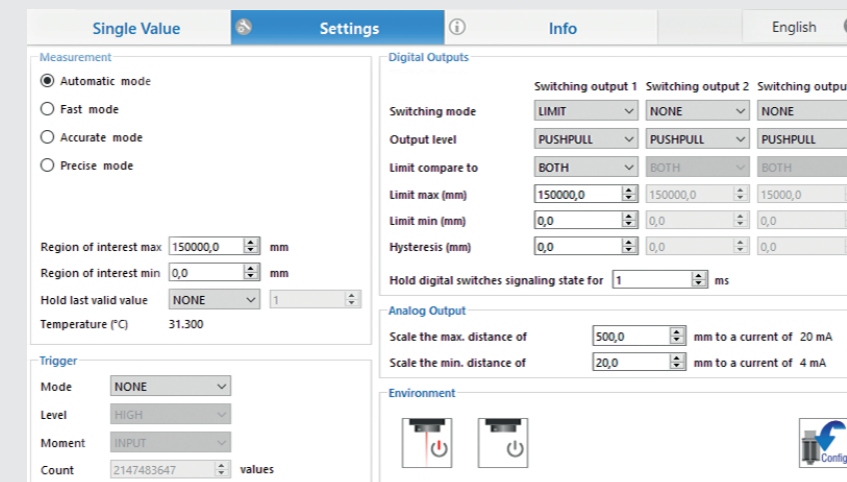 Single Value Settings Info English
Measurement
Automatic mode
Fast mode
Accurate mode
Precise mode
Region of interest max 150000,0 mm
Region of interest min 0,0 mm
Hold last valid value NONE 1
Temperature (°C) 31.300
Trigger
Mode NONE
Level HIGH
Moment INPUT
Count 2147483647 values
Digital Outputs
Switching output 1 Switching output 2 Switching outpu
Switching mode LIMIT NONE NONE
Output level PUSHPULL PUSHPULL PUSHPULL
Limit compare to BOTH BOTH BOTH
Limit max (mm) 150000,0 150000,0 15000,0
Limit min (mm) 0,0 0,0 0,0
Hysteresis (mm) 0,0 0,0 0,0
Hold digital switches signaling state for 1 ms
Analog Output
Scale the max. distance of 500,0 mm to a current of 20 mA
Scale the min. distance of 20,0 mm to a current of 4 mA
Environment
Config